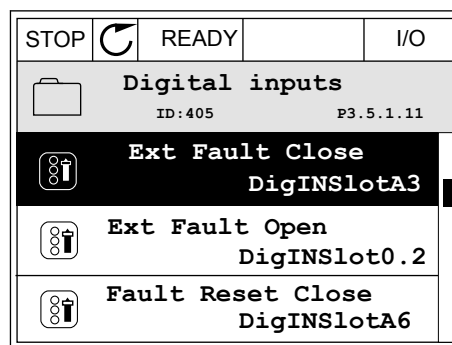 STOP READY I/O
Digital inputs
ID:405 P3.5.1.11
Ext Fault Close
DigINSlotA3
Ext Fault Open
DigINSlot0.2
Fault Reset Close
DigINSlotA6